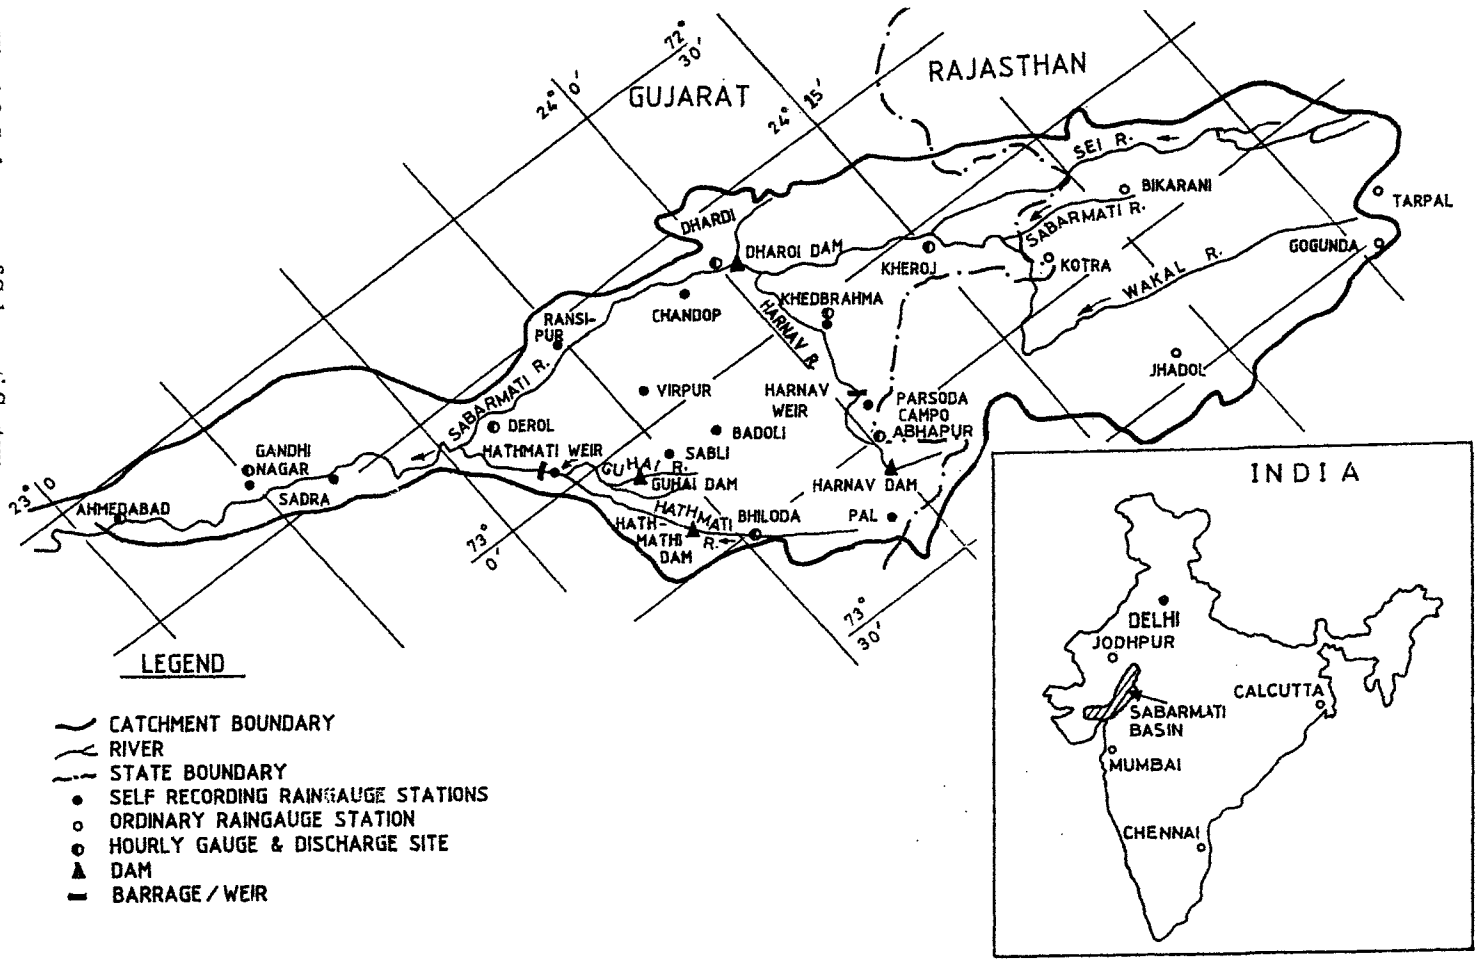 GUJARAT
RAJASTHAN
72°
30'
24°
0'
24°
15'
SEI R.
BIKARANI
TARPAL
SABARMATI R.
GOGUNDA
DHARDI
DHAROI DAM
KHEROJ
KOTRA
WAKAL R.
KHEDBRAHMA
CHANDOP
HARNAV R.
RANSI-
PUR
JHADOL
VIRPUR
HARNAV
WEIR
PARSODA
CAMPO
ABHAPUR
SABARMATI R.
DEROL
BADOLI
HATHMATI WEIR
SABLI
GANDHI
NAGAR
GUHAI R.
GUHAI DAM
HARNAV DAM
SADRA
AHMEDABAD
23° 0
HATHMATI
R.
HATH-
MATHI
DAM
BHILODA
PAL
73°
0'
73°
30'
LEGEND
CATCHMENT BOUNDARY
RIVER
STATE BOUNDARY
SELF RECORDING RAINGAUGE STATIONS
ORDINARY RAINGAUGE STATION
HOURLY GAUGE & DISCHARGE SITE
DAM
BARRAGE/WEIR
INDIA
DELHI
JODHPUR
CALCUTTA
SABARMATI
BASIN
MUMBAI
CHENNAI